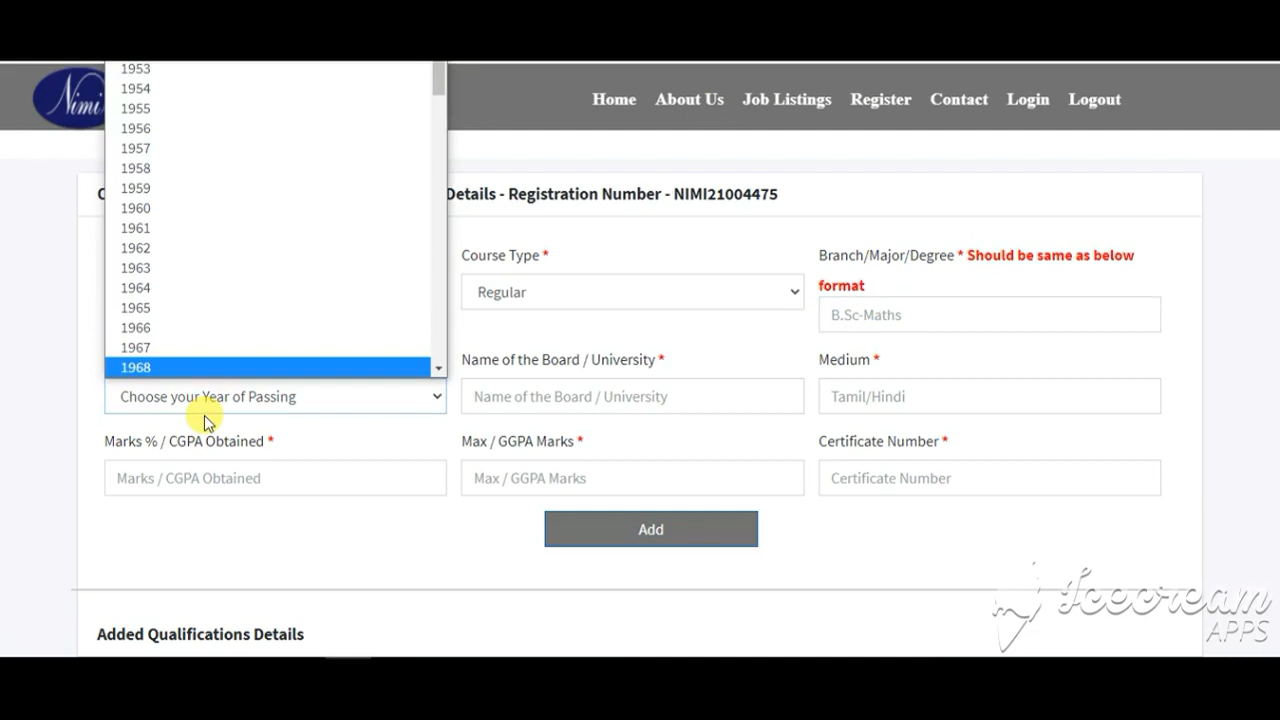 Nimi
Home About Us Job Listings Register Contact Login Logout
1953
1954
1955
1956
1957
1958
1959
1960
1961
1962
1963
1964
1965
1966
1967
1968
Details - Registration Number - NIMI21004475
Course Type *
Branch/Major/Degree * Should be same as below
format
Regular
B.Sc-Maths
Name of the Board / University *
Medium *
Choose your Year of Passing
Name of the Board / University
Tamil/Hindi
Marks % / CGPA Obtained *
Max / GGPA Marks *
Certificate Number *
Marks / CGPA Obtained
Max / GGPA Marks
Certificate Number
Add
Added Qualifications Details
Icecream
APPS